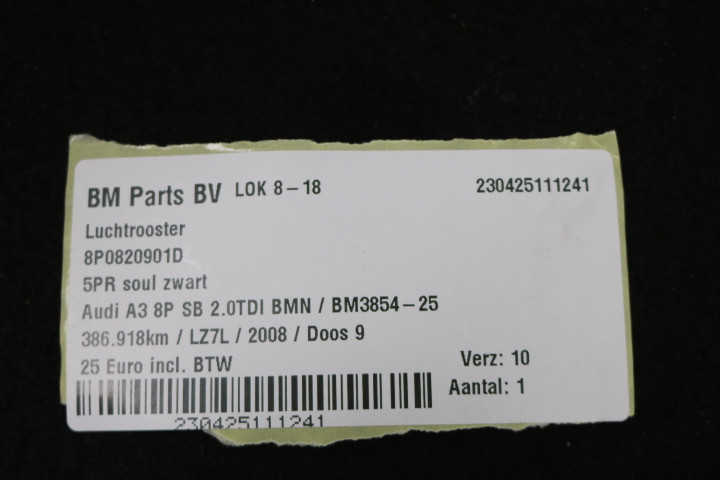 BM Parts BV LOK 8-18 230425111241
Luchtrooster
8P0820901D
5PR soul zwart
Audi A3 8P SB 2.0TDI BMN / BM3854-25
386.918km / LZ7L / 2008 / Doos 9
25 Euro incl. BTW Verz: 10
Aantal: 1
230425111241